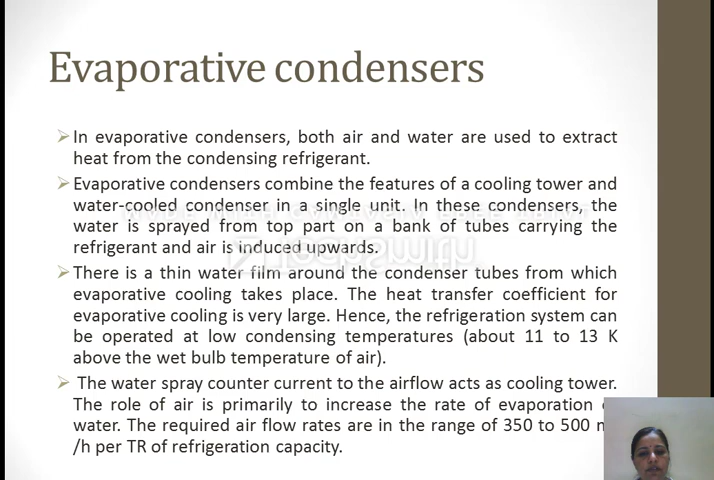 Evaporative condensers
➢In evaporative condensers, both air and water are used to extract
heat from the condensing refrigerant.
➢Evaporative condensers combine the features of a cooling tower and
water-cooled condenser in a single unit. In these condensers, the
water is sprayed from top part on a bank of tubes carrying the
refrigerant and air is induced upwards.
➢There is a thin water film around the condenser tubes from which
evaporative cooling takes place. The heat transfer coefficient for
evaporative cooling is very large. Hence, the refrigeration system can
be operated at low condensing temperatures (about 11 to 13 K
above the wet bulb temperature of air).
➢ The water spray counter current to the airflow acts as cooling tower.
The role of air is primarily to increase the rate of evaporation
water. The required air flow rates are in the range of 350 to 500
/h per TR of refrigeration capacity.